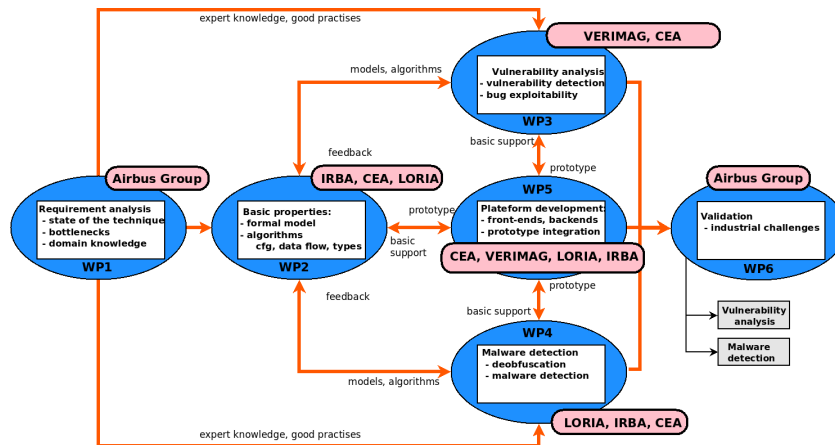 expert knowledge, good practises
VERIMAG, CEA
models, algorithms
Vulnerability analysis
- vulnerability detection
- bug exploitability
WP3
feedback
basic support
prototype
Airbus Group
Requirement analysis
- state of the technique
- bottlenecks
- domain knowledge
WP1
IRBA, CEA, LORIA
Basic properties:
- formal model
- algorithms
cfg, data flow, types
WP2
prototype
basic
support
WP5
Plateform development:
- front-ends, backends
- prototype integration
CEA, VERIMAG, LORIA, IRBA
Airbus Group
Validation
- industrial challenges
WP6
Vulnerability
analysis
Malware
detection
feedback
prototype
basic support
WP4
Malware detection
- deobfuscation
- malware detection
models, algorithms
LORIA, IRBA, CEA
expert knowledge, good practises